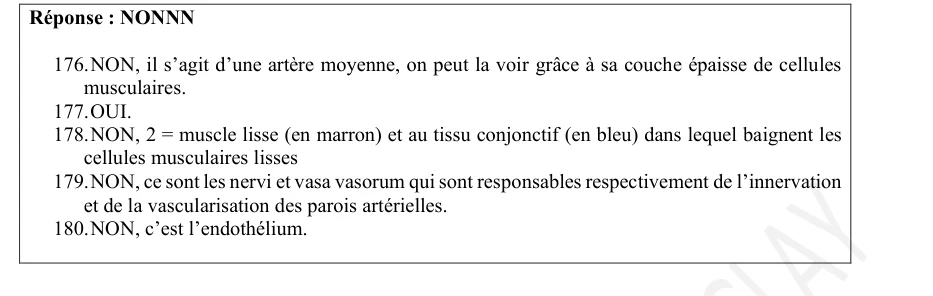 Réponse : NONNN
176.NON, il s’agit d’une artère moyenne, on peut la voir grâce à sa couche épaisse de cellules
musculaires.
177.OUI.
178.NON, 2 = muscle lisse (en marron) et au tissu conjonctif (en bleu) dans lequel baignent les
cellules musculaires lisses
179.NON, ce sont les nervi et vasa vasorum qui sont responsables respectivement de l’innervation
et de la vascularisation des parois artérielles.
180.NON, c’est l’endothélium.